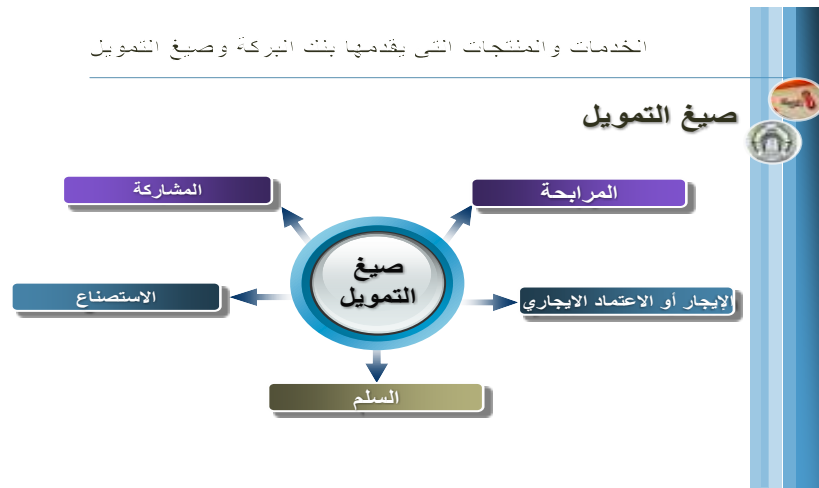 الخدمات والمنتجات التى يقدمها بنك البركة وصيغ التمويل
صيغ التمويل
المرابحة
المشاركة
صيغ
التمويل
الإيجار أو الاعتماد الايجاري
الاستصناع
السلم